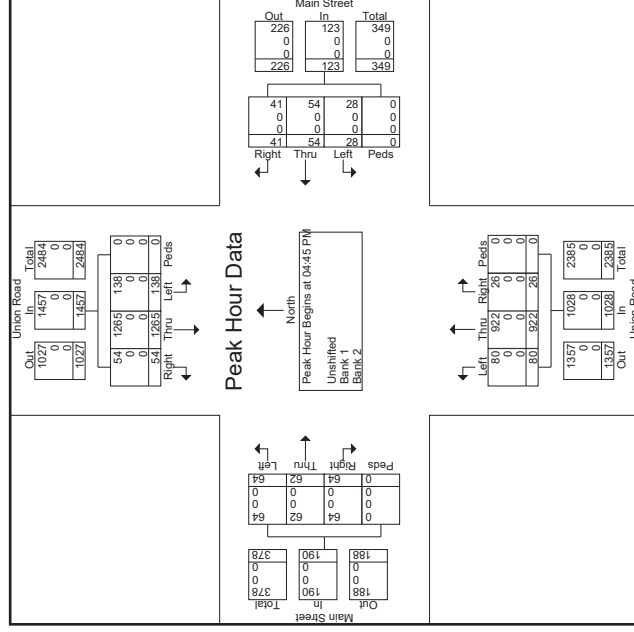 Main Street
Out In Total
226 123 349
0 0 0
0 0 0
226 123 349
41 54 28 0
0 0 0 0
0 0 0 0
41 54 28 0
Right Thru Left Peds
Union Road
Out In Total
1027 1457 2484
0 0 0
0 0 0
1027 1457 2484
54 1265 138 0
0 0 0 0
0 0 0 0
54 1265 138 0
Right Thru Left Peds
Peak Hour Data
North
Peak Hour Begins at 04:45 PM
Unshifted
Bank 1
Bank 2
Left Thru Right Peds
80 922 26 0
0 0 0 0
0 0 0 0
80 922 26 0
1357 1028 2385
0 0 0
0 0 0
1357 1028 2385
Out In Total
Union Road
Left Thru Right Peds
64 62 64 0
0 0 0 0
0 0 0 0
64 62 64 0
378 190 188
0 0 0
0 0 0
378 190 188
Total In Out
Main Street